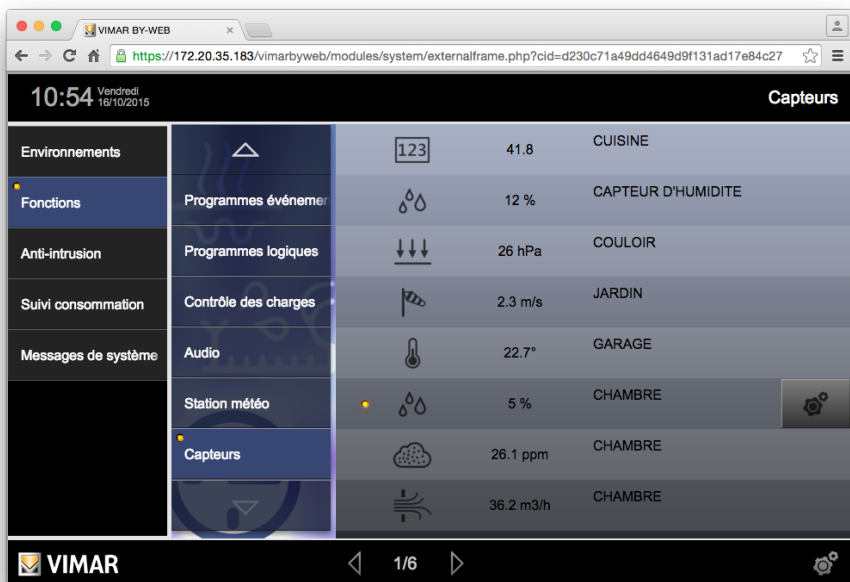 VIMAR BY-WEB
https://172.20.35.183/vimarbyweb/modules/system/externalframe.php?cid=d230c71a49dd4649d9f131ad17e84c27
10:54 Vendredi
16/10/2015
Capteurs
Environnements
Fonctions
Anti-intrusion
Suivi consommation
Messages de système
Programmes événemer
Programmes logiques
Contrôle des charges
Audio
Station météo
Capteurs
123 41.8 CUISINE
12 % CAPTEUR D'HUMIDITE
26 hPa COULOIR
2.3 m/s JARDIN
22.7° GARAGE
5 % CHAMBRE
26.1 ppm CHAMBRE
36.2 m3/h CHAMBRE
VIMAR
1/6